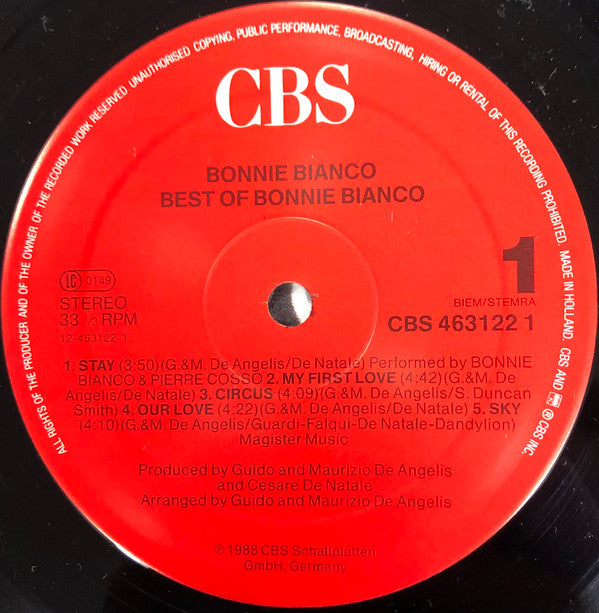 ALL RIGHTS OF THE PRODUCER AND OF THE OWNER OF THE RECORDED WORK RESERVED UNAUTHORISED COPYING, PUBLIC PERFORMANCE, BROADCASTING, HIRING OR RENTAL OF THIS RECORDING PROHIBITED. MADE IN HOLLAND. CBS AND ® © CBS INC.
CBS
BONNIE BIANCO
BEST OF BONNIE BIANCO
1
LC 0149
STEREO
33 1/3 RPM
12-463122-1
BIEM/STEMRA
CBS 463122 1
1. STAY (3:50)(G.&M. De Angelis/De Natale) Performed by BONNIE
BIANCO & PIERRE COSSO 2. MY FIRST LOVE (4:42)(G.&M. De
Angelis/De Natale) 3. CIRCUS (4:09)(G.&M. De Angelis/S. Duncan
Smith) 4. OUR LOVE (4:22)(G.&M. De Angelis/De Natale) 5. SKY
(4:10)(G.&M. De Angelis/Guardi-Falqui-De Natale-Dandylion)
Magister Music
Produced by Guido and Maurizio De Angelis
and Cesare De Natale
Arranged by Guido and Maurizio De Angelis
℗ 1988 CBS Schallplatten
GmbH, Germany